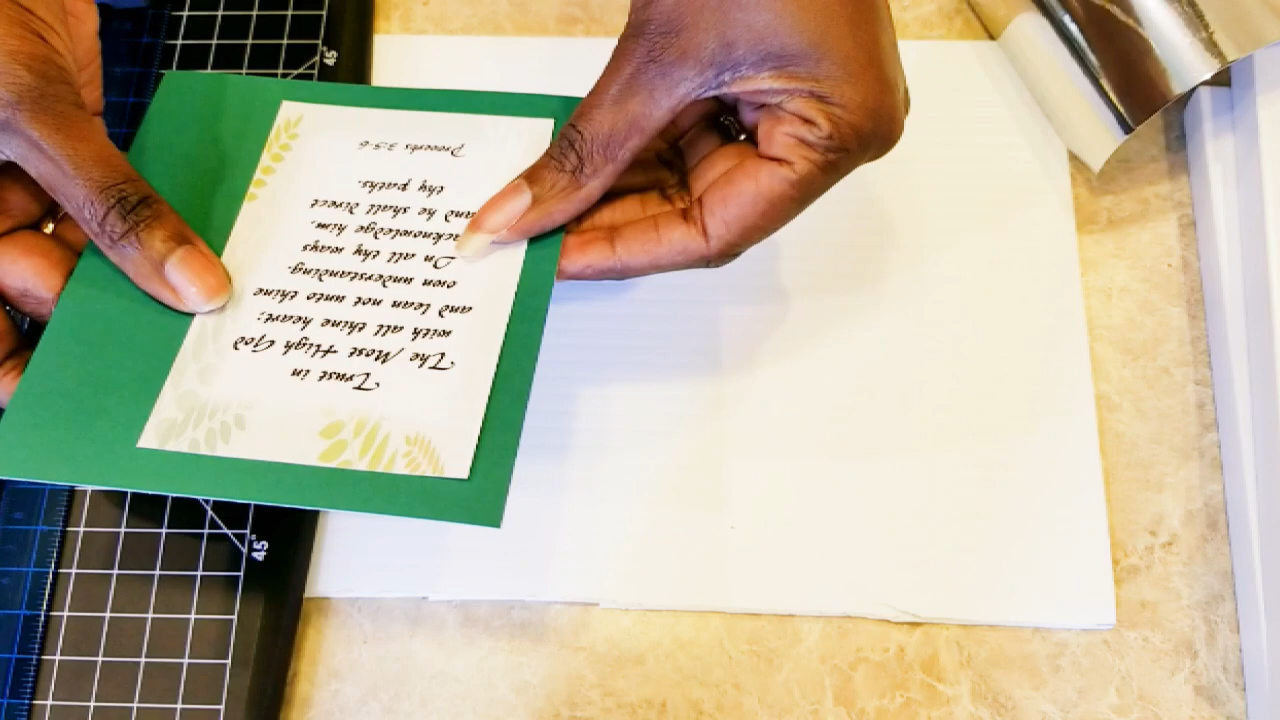 Trust in
The Most High God
with all thine heart;
and lean not unto thine
own understanding.
In all thy ways
acknowledge him,
and he shall direct
thy paths.
Proverbs 3:5-6
45°
45°